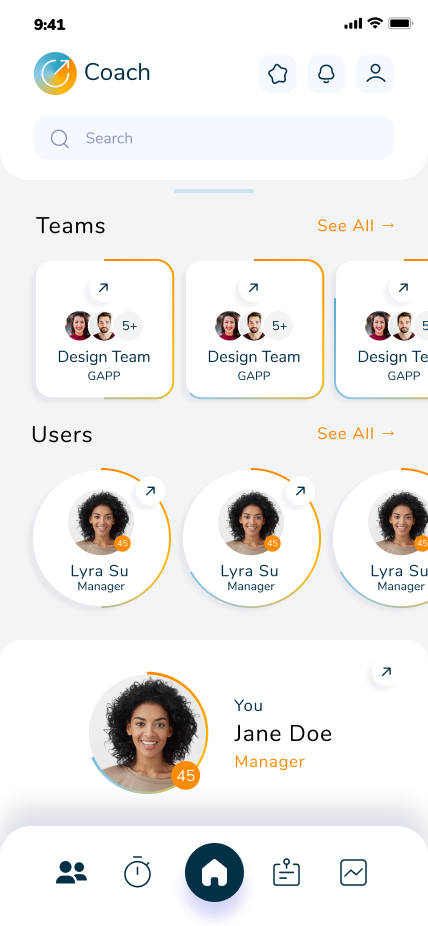 9:41
Coach
Search
Teams
See All →
5+
Design Team
GAPP
5+
Design Team
GAPP
5
Design Te
GAPP
Users
See All →
45
Lyra Su
Manager
45
Lyra Su
Manager
45
Lyra Su
Manager
You
Jane Doe
Manager
45